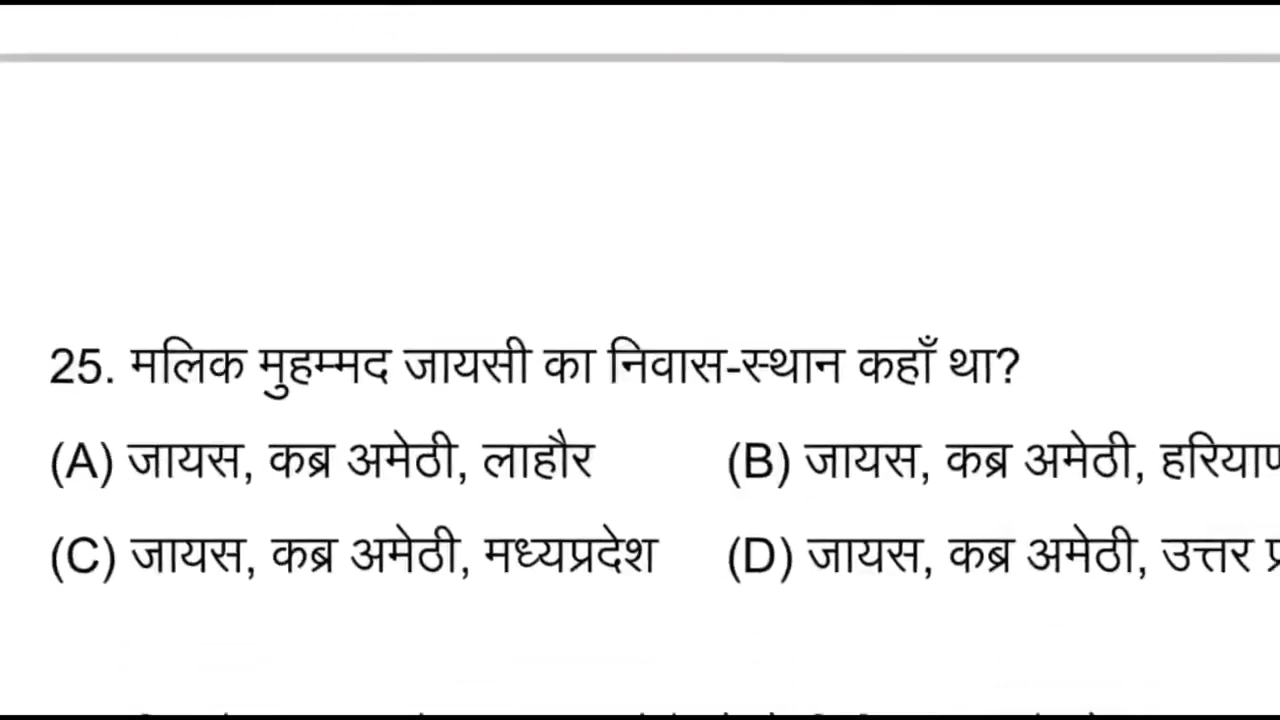 25. मलिक मुहम्मद जायसी का निवास-स्थान कहाँ था?
(A) जायस, कब्र अमेठी, लाहौर (B) जायस, कब्र अमेठी,
(C) जायस, कब्र अमेठी, मध्यप्रदेश (D) जायस, कब्र अमेठी, उत्तर